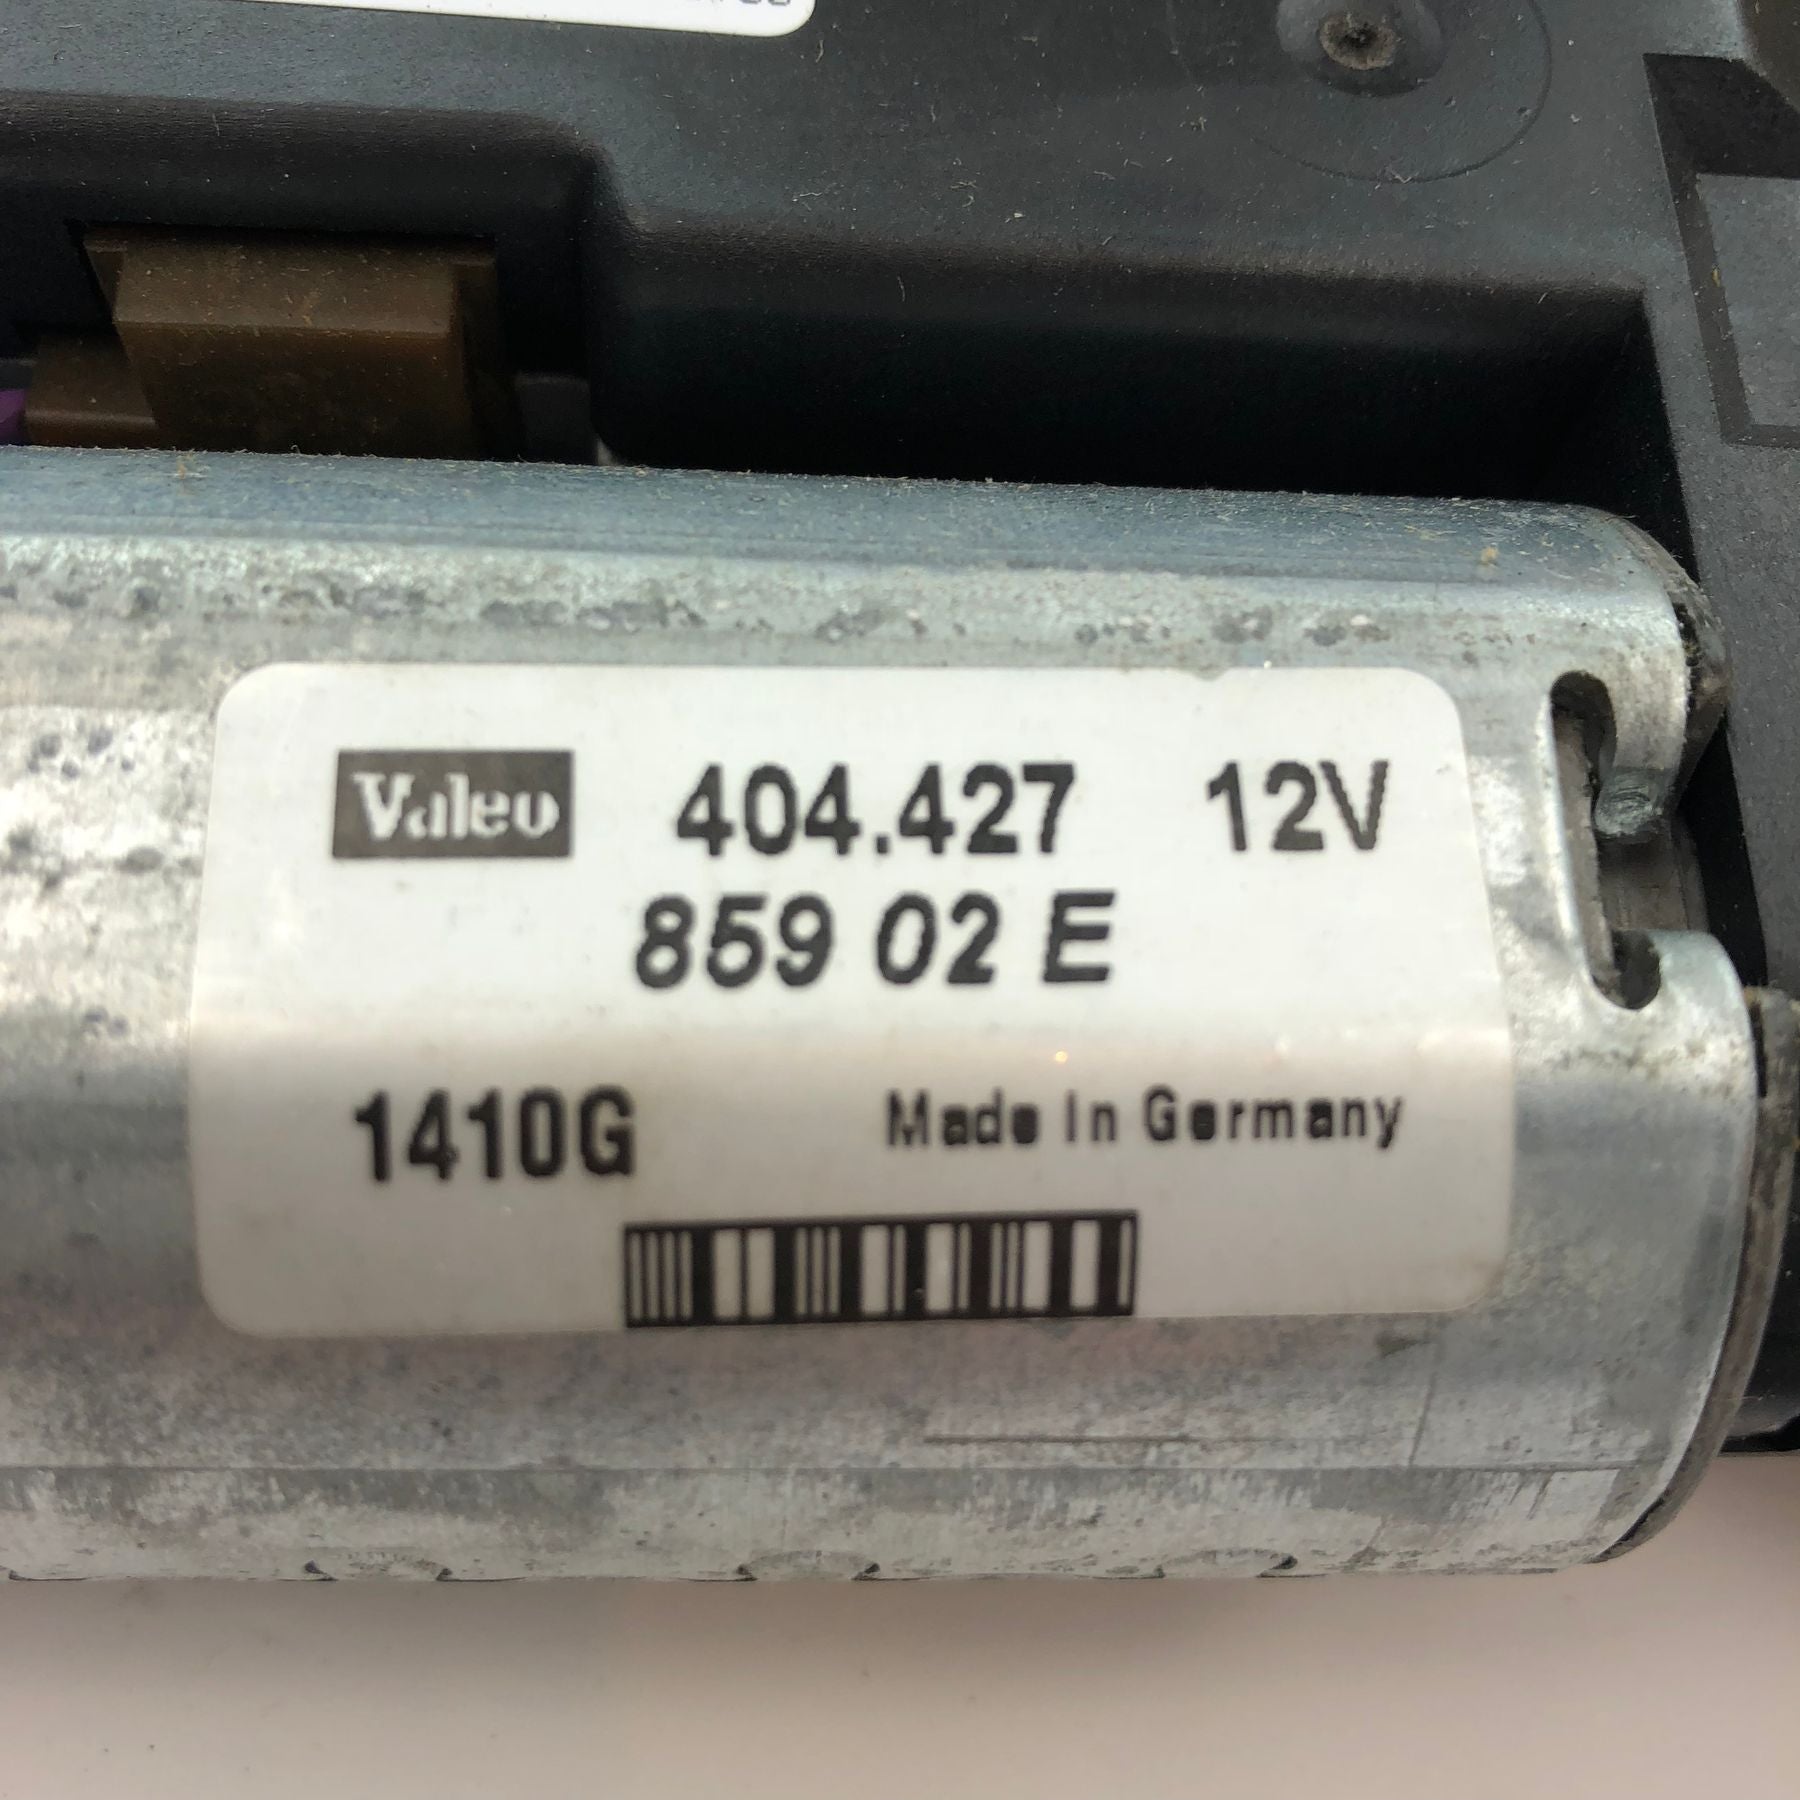 Valeo 404.427 12V
859 02 E
1410G Made In Germany